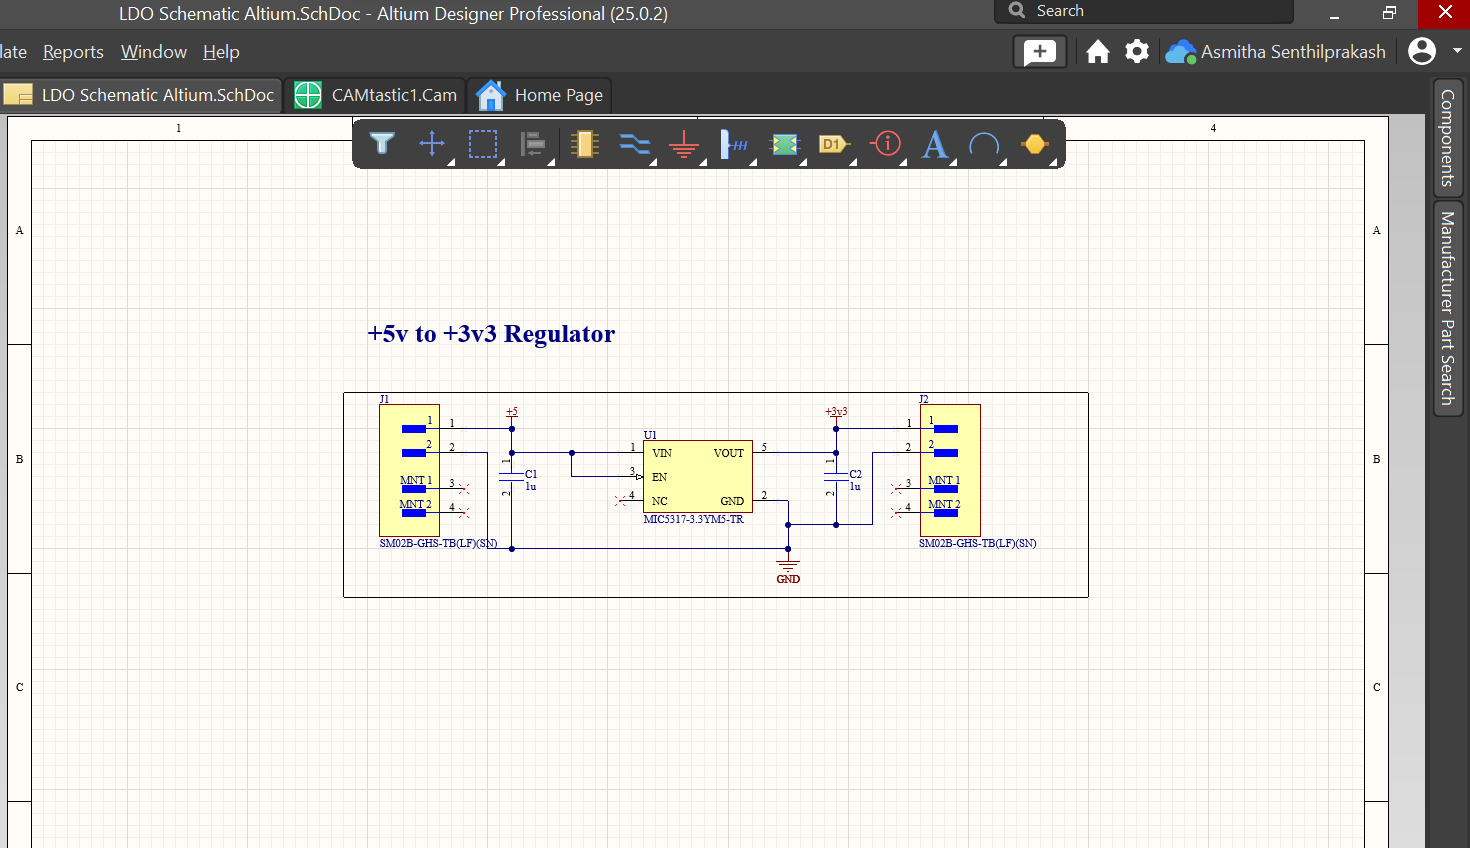 LDO Schematic Altium.SchDoc - Altium Designer Professional (25.0.2)
Search
late Reports Window Help
Asmitha Senthilprakash
LDO Schematic Altium.SchDoc
CAMtastic1.Cam
Home Page
D1
A
Components
Manufacturer Part Search
1
4
A
A
+5v to +3v3 Regulator
J1
+5
+3v3
J2
1
1
1
1
U1
2
2
1
VIN
VOUT
5
2
2
B
B
1
C1
1u
2
3
EN
1
C2
1u
2
MNT 1
3
3
MNT 1
4
NC
GND
2
MNT 2
4
4
MNT 2
MIC5317-3.3YM5-TR
SM02B-GHS-TB(LF)(SN)
SM02B-GHS-TB(LF)(SN)
GND
C
C